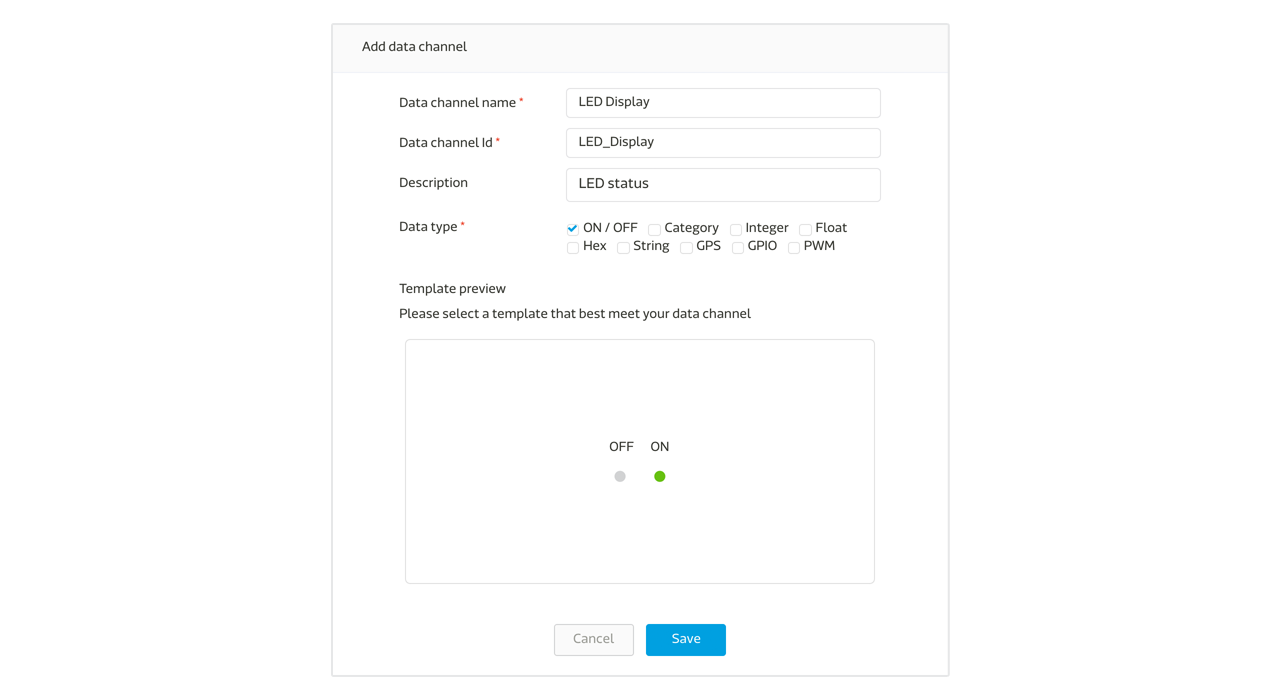 Add data channel
Data channel name * LED Display
Data channel Id * LED_Display
Description LED status
Data type * ON / OFF Category Integer Float
Hex String GPS GPIO PWM
Template preview
Please select a template that best meet your data channel
OFF ON
Cancel Save